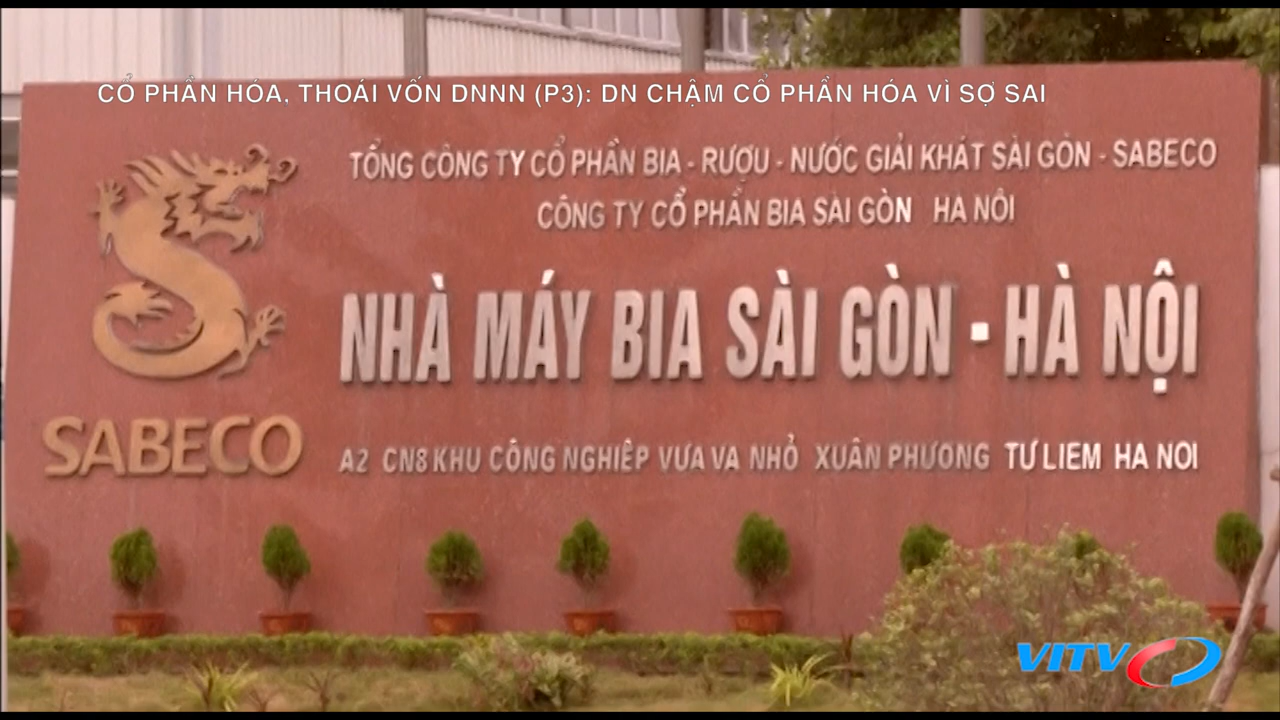 CỔ PHẦN HÓA, THOÁI VỐN DNNN (P3): DN CHẬM CỔ PHẦN HÓA VÌ SỢ SAI
TỔNG CÔNG TY CỔ PHẦN BIA - RƯỢU - NƯỚC GIẢI KHÁT SÀI GÒN - SABECO
CÔNG TY CỔ PHẦN BIA SÀI GÒN HÀ NÔI
NHÀ MÁY BIA SÀI GÒN - HÀ NỘI
SABECO
A2 CN8 KHU CÔNG NGHIỆP VƯA VA NHỎ XUÂN PHƯƠNG TƯ LIEM HA NOI
VITV